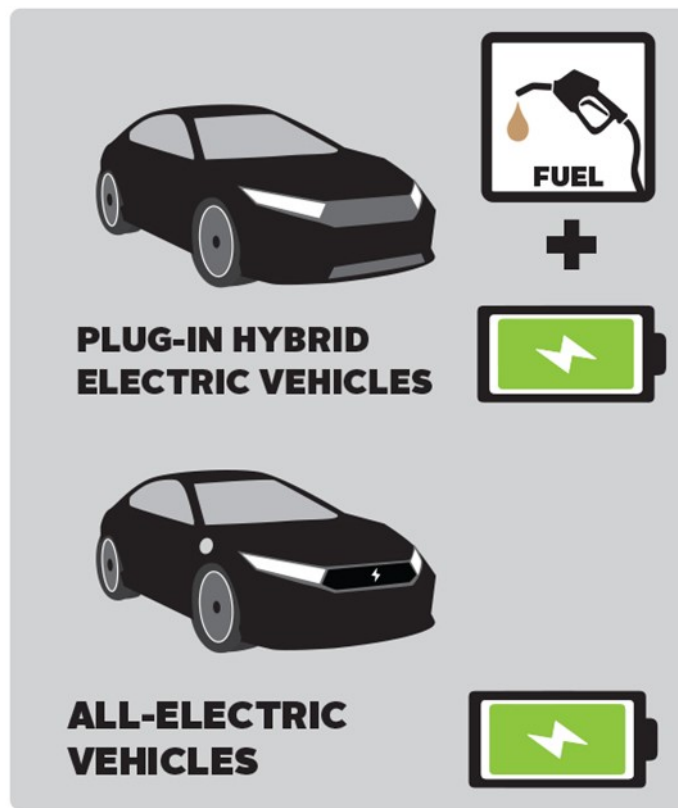 FUEL
PLUG-IN HYBRID
ELECTRIC VEHICLES
ALL-ELECTRIC
VEHICLES